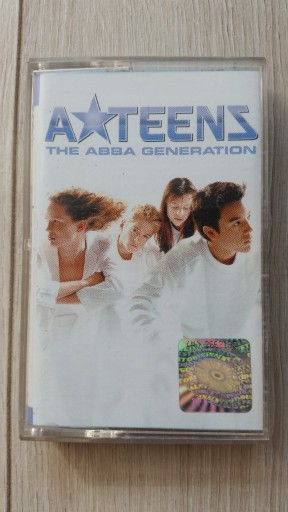 A★TEENS
THE ABBA GENERATION